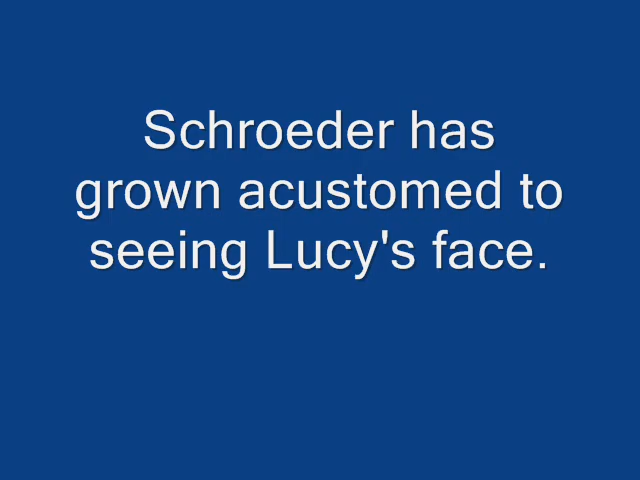 Schroeder has
grown acustomed to
seeing Lucy's face.